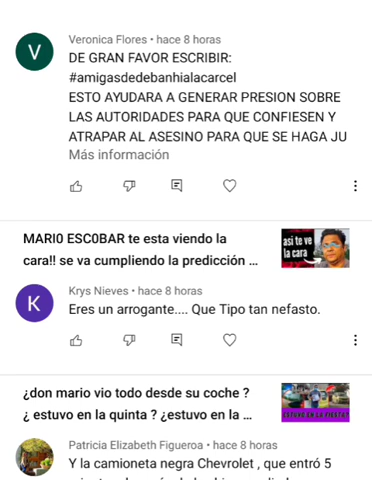 V
Veronica Flores • hace 8 horas
DE GRAN FAVOR ESCRIBIR:
#amigasdedebanhialacarcel
ESTO AYUDARA A GENERAR PRESION SOBRE
LAS AUTORIDADES PARA QUE CONFIESEN Y
ATRAPAR AL ASESINO PARA QUE SE HAGA JU
Más información
MARI0 ESC0BAR te esta viendo la
cara!! se va cumpliendo la predicción ...
asi te ve
la cara
K
Krys Nieves • hace 8 horas
Eres un arrogante.... Que Tipo tan nefasto.
¿don mario vio todo desde su coche ?
¿ estuvo en la quinta ? ¿estuvo en la ...
ESTUVO EN LA FIESTA?
Patricia Elizabeth Figueroa • hace 8 horas
Y la camioneta negra Chevrolet , que entró 5